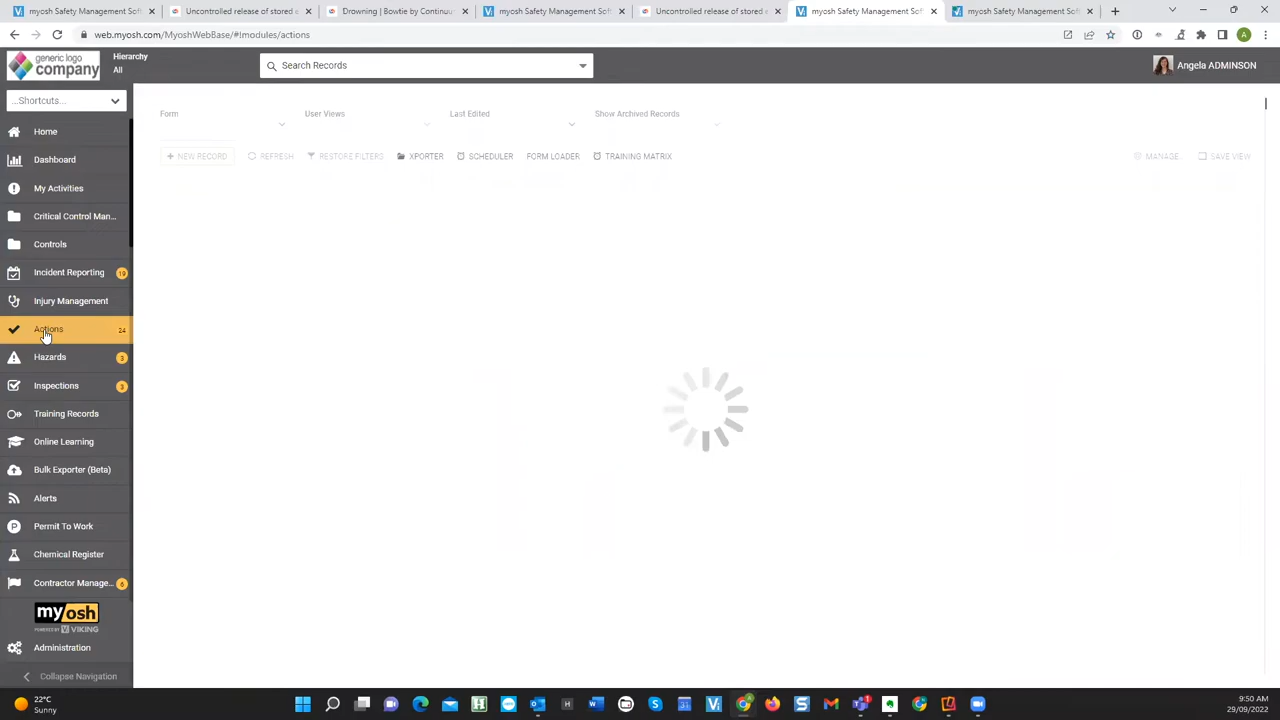 myosh Safety Management Soft
Uncontrolled release of stored e
Drowning | Bowtie by Continuu
myosh Safety Management Soft
Uncontrolled release of stored e
myosh Safety Management Soft
myosh Safety Management Soft
web.myosh.com/MyoshWebBase/#!modules/actions
A
generic logo
company
Hierarchy
All
Search Records
Angela ADMINSON
...Shortcuts...
Home
Dashboard
My Activities
Critical Control Man...
Controls
Incident Reporting 19
Injury Management
Actions 24
Hazards 3
Inspections 3
Training Records
Online Learning
Bulk Exporter (Beta)
Alerts
Permit To Work
Chemical Register
Contractor Manage... 6
myosh
POWERED BY VIKING
Administration
Collapse Navigation
Form
User Views
Last Edited
Show Archived Records
+ NEW RECORD
REFRESH
RESTORE FILTERS
XPORTER
SCHEDULER
FORM LOADER
TRAINING MATRIX
MANAGE
SAVE VIEW
22°C
Sunny
9:50 AM
29/09/2022